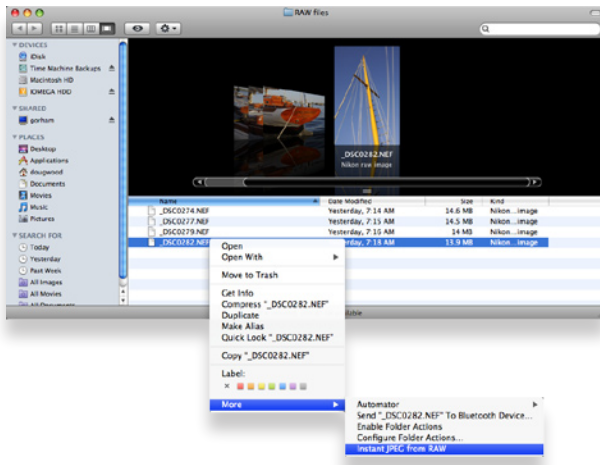 RAW files
DEVICES
iDisk
Time Machine Backups
Macintosh HD
IOMEGA HDD
SHARED
gorham
PLACES
Desktop
Applications
dougwood
Documents
Movies
Music
Pictures
SEARCH FOR
Today
Yesterday
Past Week
All Images
All Movies
All Documents
_DSC0282.NEF
Nikon raw image
Name Date Modified Size Kind
_DSC0274.NEF Yesterday, 7:14 AM 14.6 MB Nikon...image
_DSC0277.NEF Yesterday, 7:15 AM 14.5 MB Nikon...image
_DSC0279.NEF Yesterday, 7:16 AM 14 MB Nikon...image
_DSC0282.NEF Yesterday, 7:18 AM 13.9 MB Nikon...image
Open
Open With
Move to Trash
Get Info
Compress "_DSC0282.NEF"
Duplicate
Make Alias
Quick Look "_DSC0282.NEF"
Copy "_DSC0282.NEF"
Label:
More
Automator
Send "_DSC0282.NEF" To Bluetooth Device...
Enable Folder Actions
Configure Folder Actions...
Instant JPEG from RAW